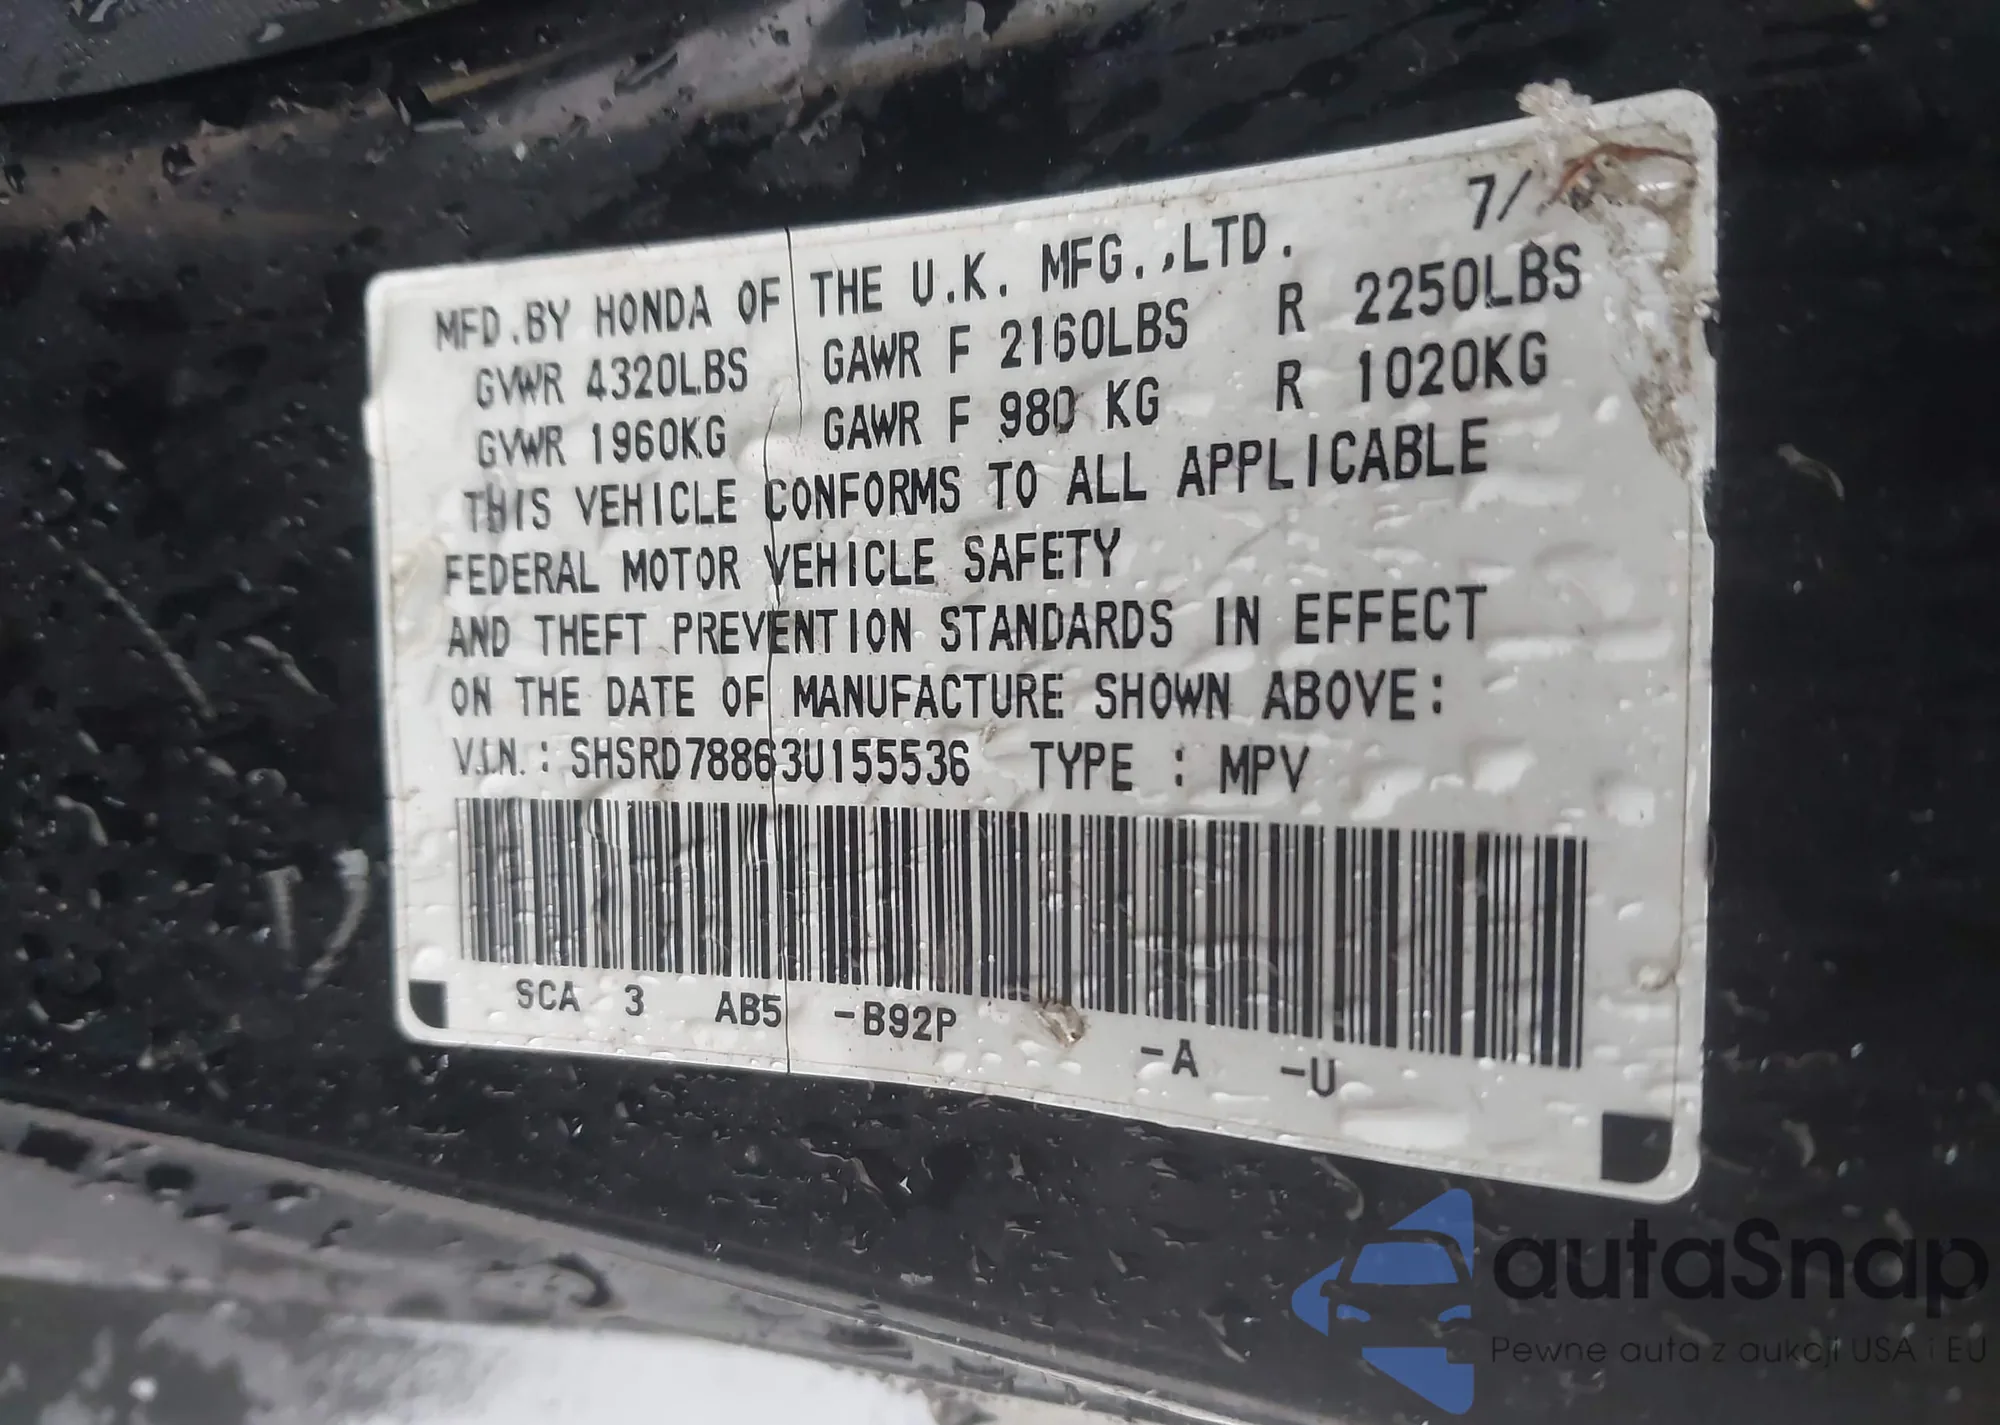 7/
MFD.BY HONDA OF THE U.K. MFG.,LTD.
GVWR 4320LBS GAWR F 2160LBS R 2250LBS
GVWR 1960KG GAWR F 980 KG R 1020KG
THIS VEHICLE CONFORMS TO ALL APPLICABLE
FEDERAL MOTOR VEHICLE SAFETY
AND THEFT PREVENTION STANDARDS IN EFFECT
ON THE DATE OF MANUFACTURE SHOWN ABOVE:
V.I.N.: SHSRD78863U155536 TYPE : MPV
SCA 3 AB5 -B92P -A -U
autaSnap
Pewne auta z aukcji USA i EU